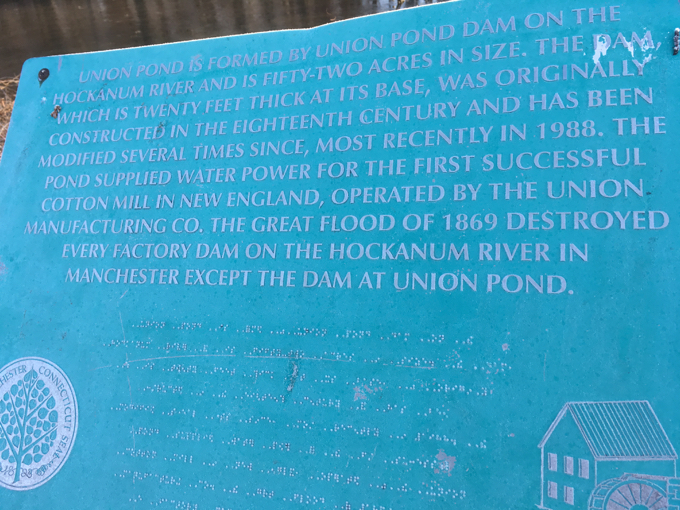 UNION POND IS FORMED BY UNION POND DAM ON THE
HOCKANUM RIVER AND IS FIFTY-TWO ACRES IN SIZE. THE DAM,
WHICH IS TWENTY FEET THICK AT ITS BASE, WAS ORIGINALLY
CONSTRUCTED IN THE EIGHTEENTH CENTURY AND HAS BEEN
MODIFIED SEVERAL TIMES SINCE, MOST RECENTLY IN 1988. THE
POND SUPPLIED WATER POWER FOR THE FIRST SUCCESSFUL
COTTON MILL IN NEW ENGLAND, OPERATED BY THE UNION
MANUFACTURING CO. THE GREAT FLOOD OF 1869 DESTROYED
EVERY FACTORY DAM ON THE HOCKANUM RIVER IN
MANCHESTER EXCEPT THE DAM AT UNION POND.
CHESTER CONNECTICUT SEAL